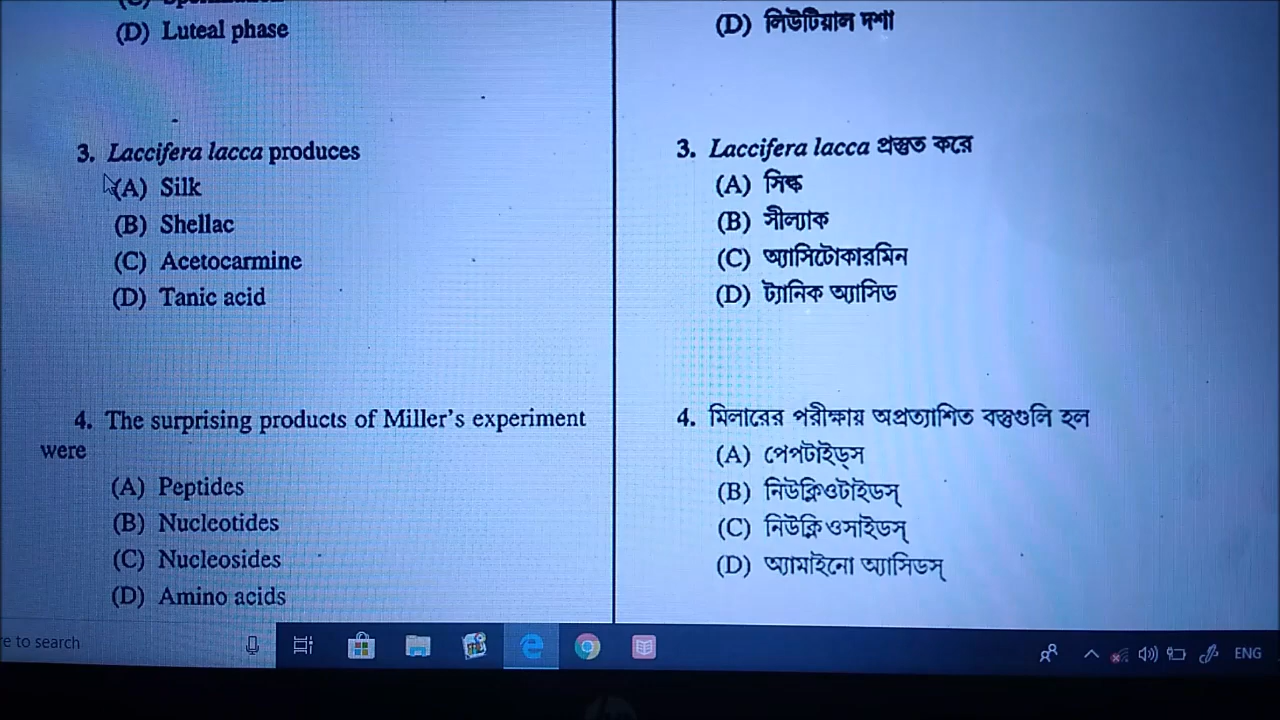 (D) Luteal phase
3. Laccifera lacca produces
(A) Silk
(B) Shellac
(C) Acetocarmine
(D) Tanic acid
4. The surprising products of Miller's experiment
were
(A) Peptides
(B) Nucleotides
(C) Nucleosides
(D) Amino acids
(D) লিউটিয়াল দশা
3. Laccifera lacca প্রস্তুত করে
(A) সিল্ক
(B) সীল্যাক
(C) অ্যাসিটোকারমিন
(D) ট্যানিক অ্যাসিড
4. মিলারের পরীক্ষায় অপ্রত্যাশিত বস্তুগুলি হল
(A) পেপটাইড্স
(B) নিউক্লিওটাইডস্
(C) নিউক্লিওসাইডস্
(D) অ্যামাইনো অ্যাসিডস্
re to search
ENG